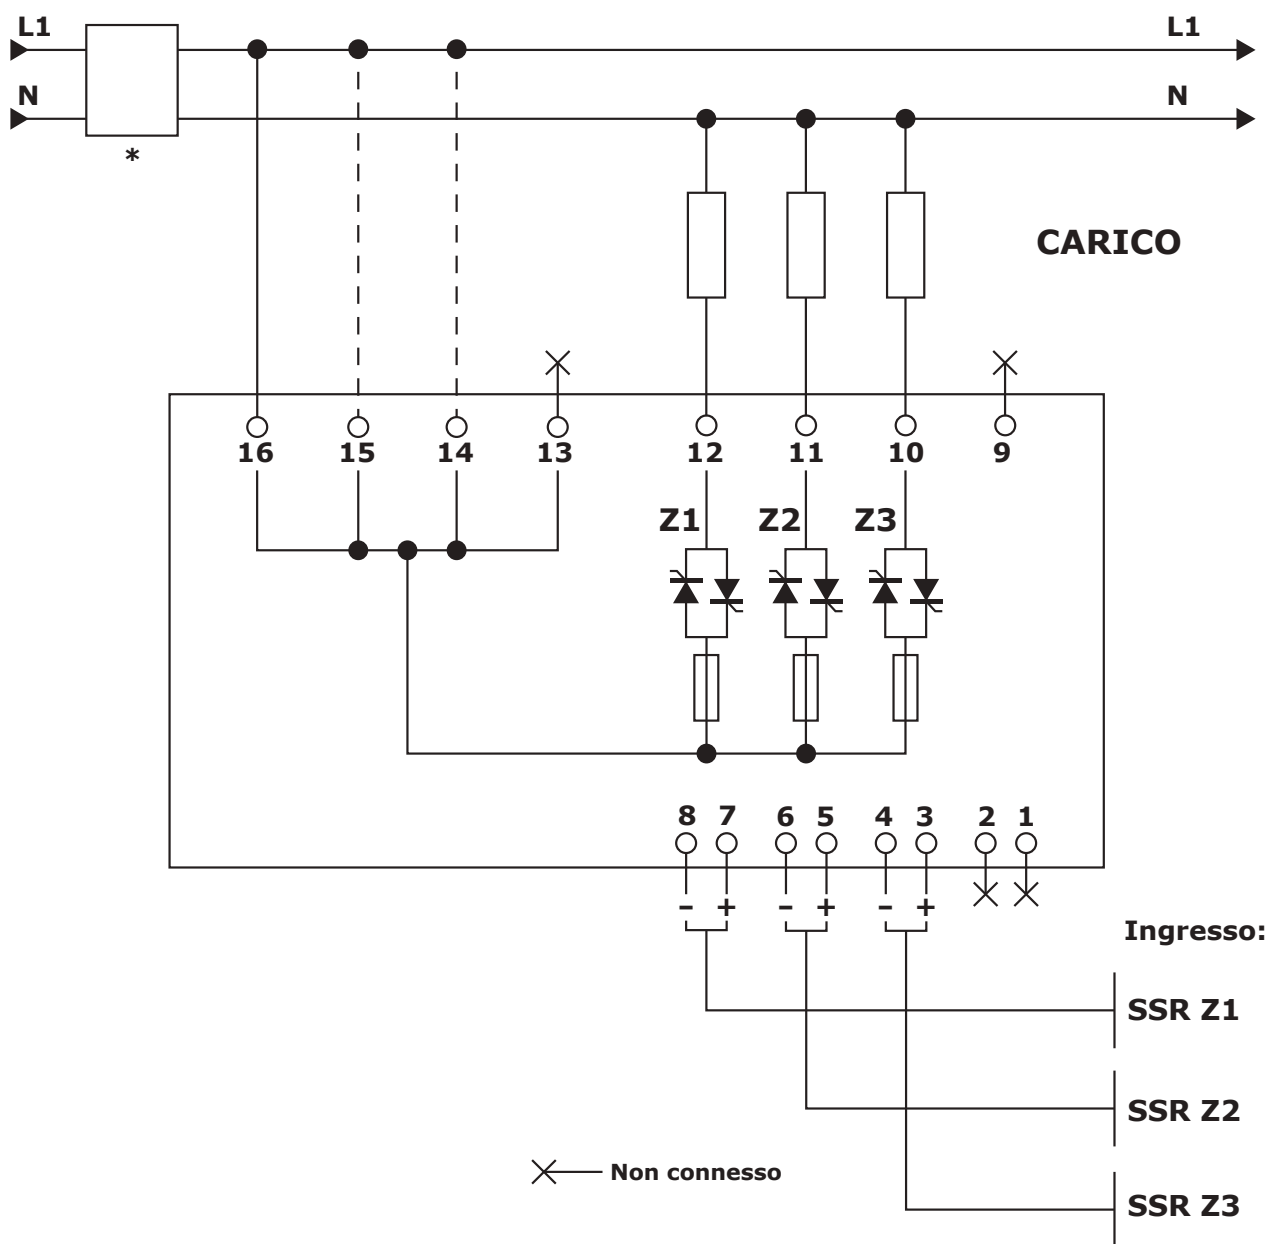 L1 L1
N N
*
CARICO
16 15 14 13 12 11 10 9
Z1 Z2 Z3
8 7 6 5 4 3 2 1
- + - + - +
Ingresso:
SSR Z1
SSR Z2
Non connesso
SSR Z3